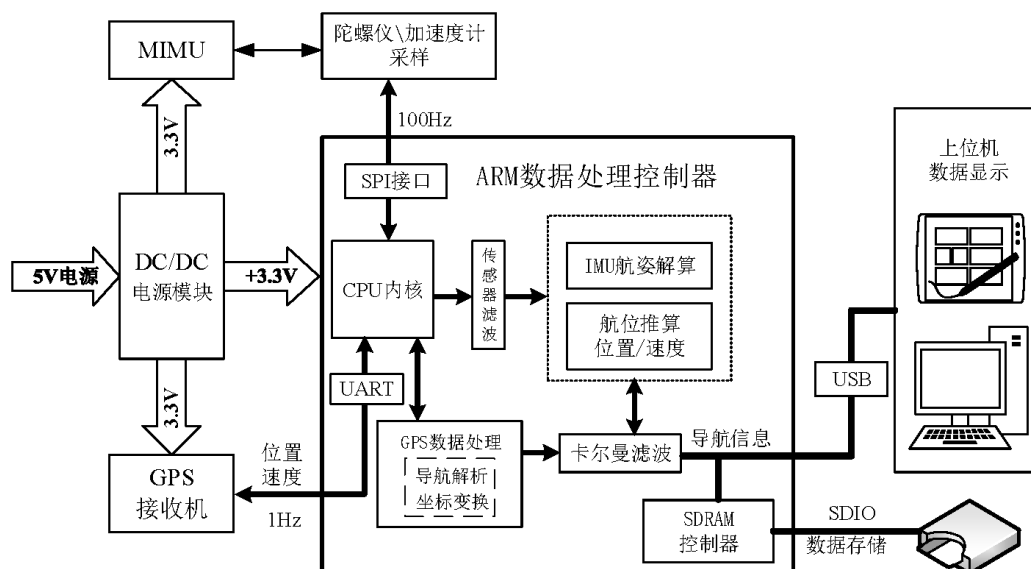 MIMU
陀螺仪\加速度计
采样
3.3V
100Hz
SPI接口
ARM数据处理控制器
上位机
数据显示
5V电源
DC/DC
电源模块
+3.3V
CPU内核
传感器滤波
IMU航姿解算
航位推算
位置/速度
UART
USB
3.3V
GPS
接收机
位置
速度
1Hz
GPS数据处理
导航解析
坐标变换
卡尔曼滤波
导航信息
SDRAM
控制器
SDIO
数据存储